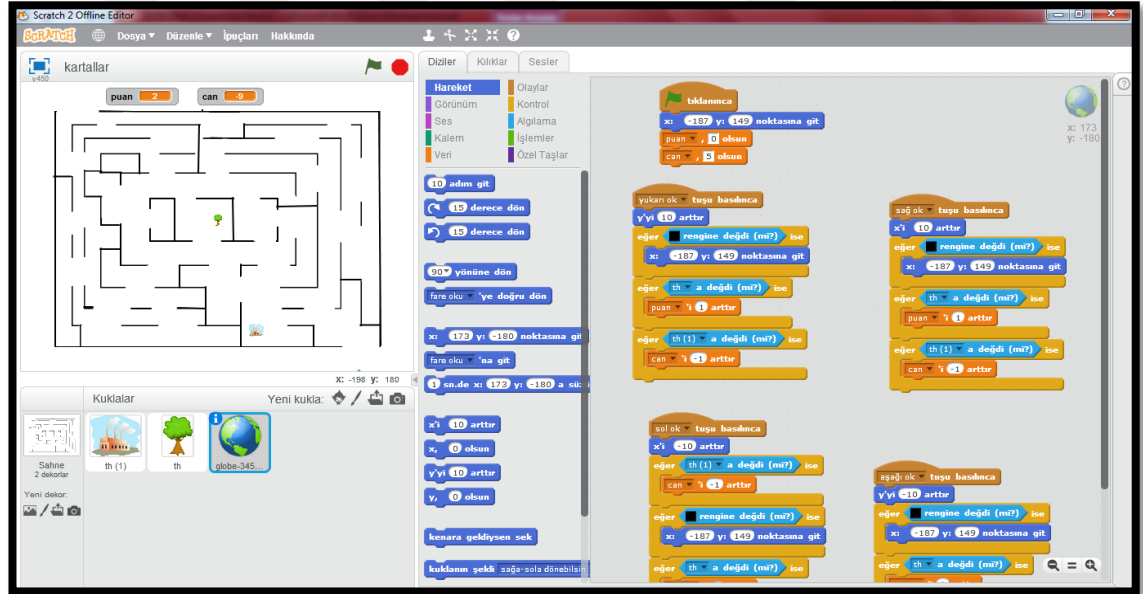 Scratch 2 Offline Editor
SCRATCH Dosya Düzenle İpuçları Hakkında
kartallar
v460
puan 2 can -9
X: -198 Y: 180
Kuklalar Yeni kukla:
Sahne
2 dekorlar
th (1) th globe-345...
Yeni dekor:
Diziler Kılıklar Sesler
Hareket Olaylar
Görünüm Kontrol
Ses Algılama
Kalem İşlemler
Veri Özel Taşlar
10 adım git
15 derece dön
15 derece dön
90 yönüne dön
fare oku 'ye doğru dön
x: 173 y: -180 noktasına git
fare oku 'na git
1 sn.de x: 173 y: -180 a
x'i 10 arttır
x, 0 olsun
y'yi 10 arttır
y, 0 olsun
kenara geldiysen sek
kuklanın şekli sağa-sola dönebilsin
tıklanınca
x: -187 y: 149 noktasına git
puan , 0 olsun
can , 5 olsun
x: 173
y: -180
yukarı ok tuşu basılınca
y'yi 10 arttır
eğer rengine değdi (mi?) ise
x: -187 y: 149 noktasına git
eğer th a değdi (mi?) ise
puan 'i 1 arttır
eğer th (1) a değdi (mi?) ise
can 'i -1 arttır
sağ ok tuşu basılınca
x'i 10 arttır
eğer rengine değdi (mi?) ise
x: -187 y: 149 noktasına git
eğer th a değdi (mi?) ise
puan 'i 1 arttır
eğer th (1) a değdi (mi?) ise
can 'i -1 arttır
sol ok tuşu basılınca
x'i -10 arttır
eğer th (1) a değdi (mi?) ise
can 'i -1 arttır
eğer rengine değdi (mi?) ise
x: -187 y: 149 noktasına git
eğer th a değdi (mi?) ise
aşağı ok tuşu basılınca
y'yi -10 arttır
eğer rengine değdi (mi?) ise
x: -187 y: 149 noktasına git
eğer th a değdi (mi?) ise